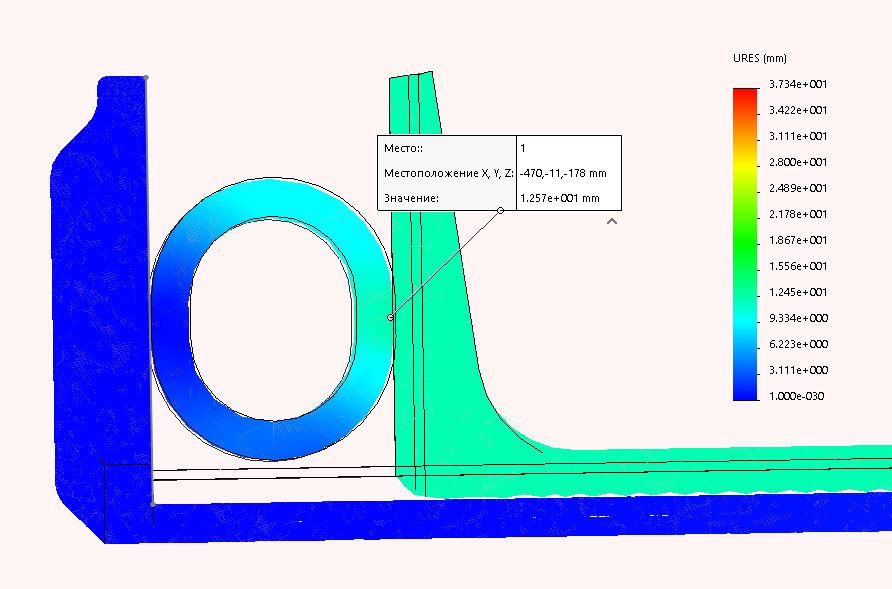 URES (mm)
3.734e+001
3.422e+001
3.111e+001
2.800e+001
2.489e+001
2.178e+001
1.867e+001
1.556e+001
1.245e+001
9.334e+000
6.223e+000
3.111e+000
1.000e-030
Место:: 1
Местоположение X, Y, Z: -470,-11,-178 mm
Значение: 1.257e+001 mm